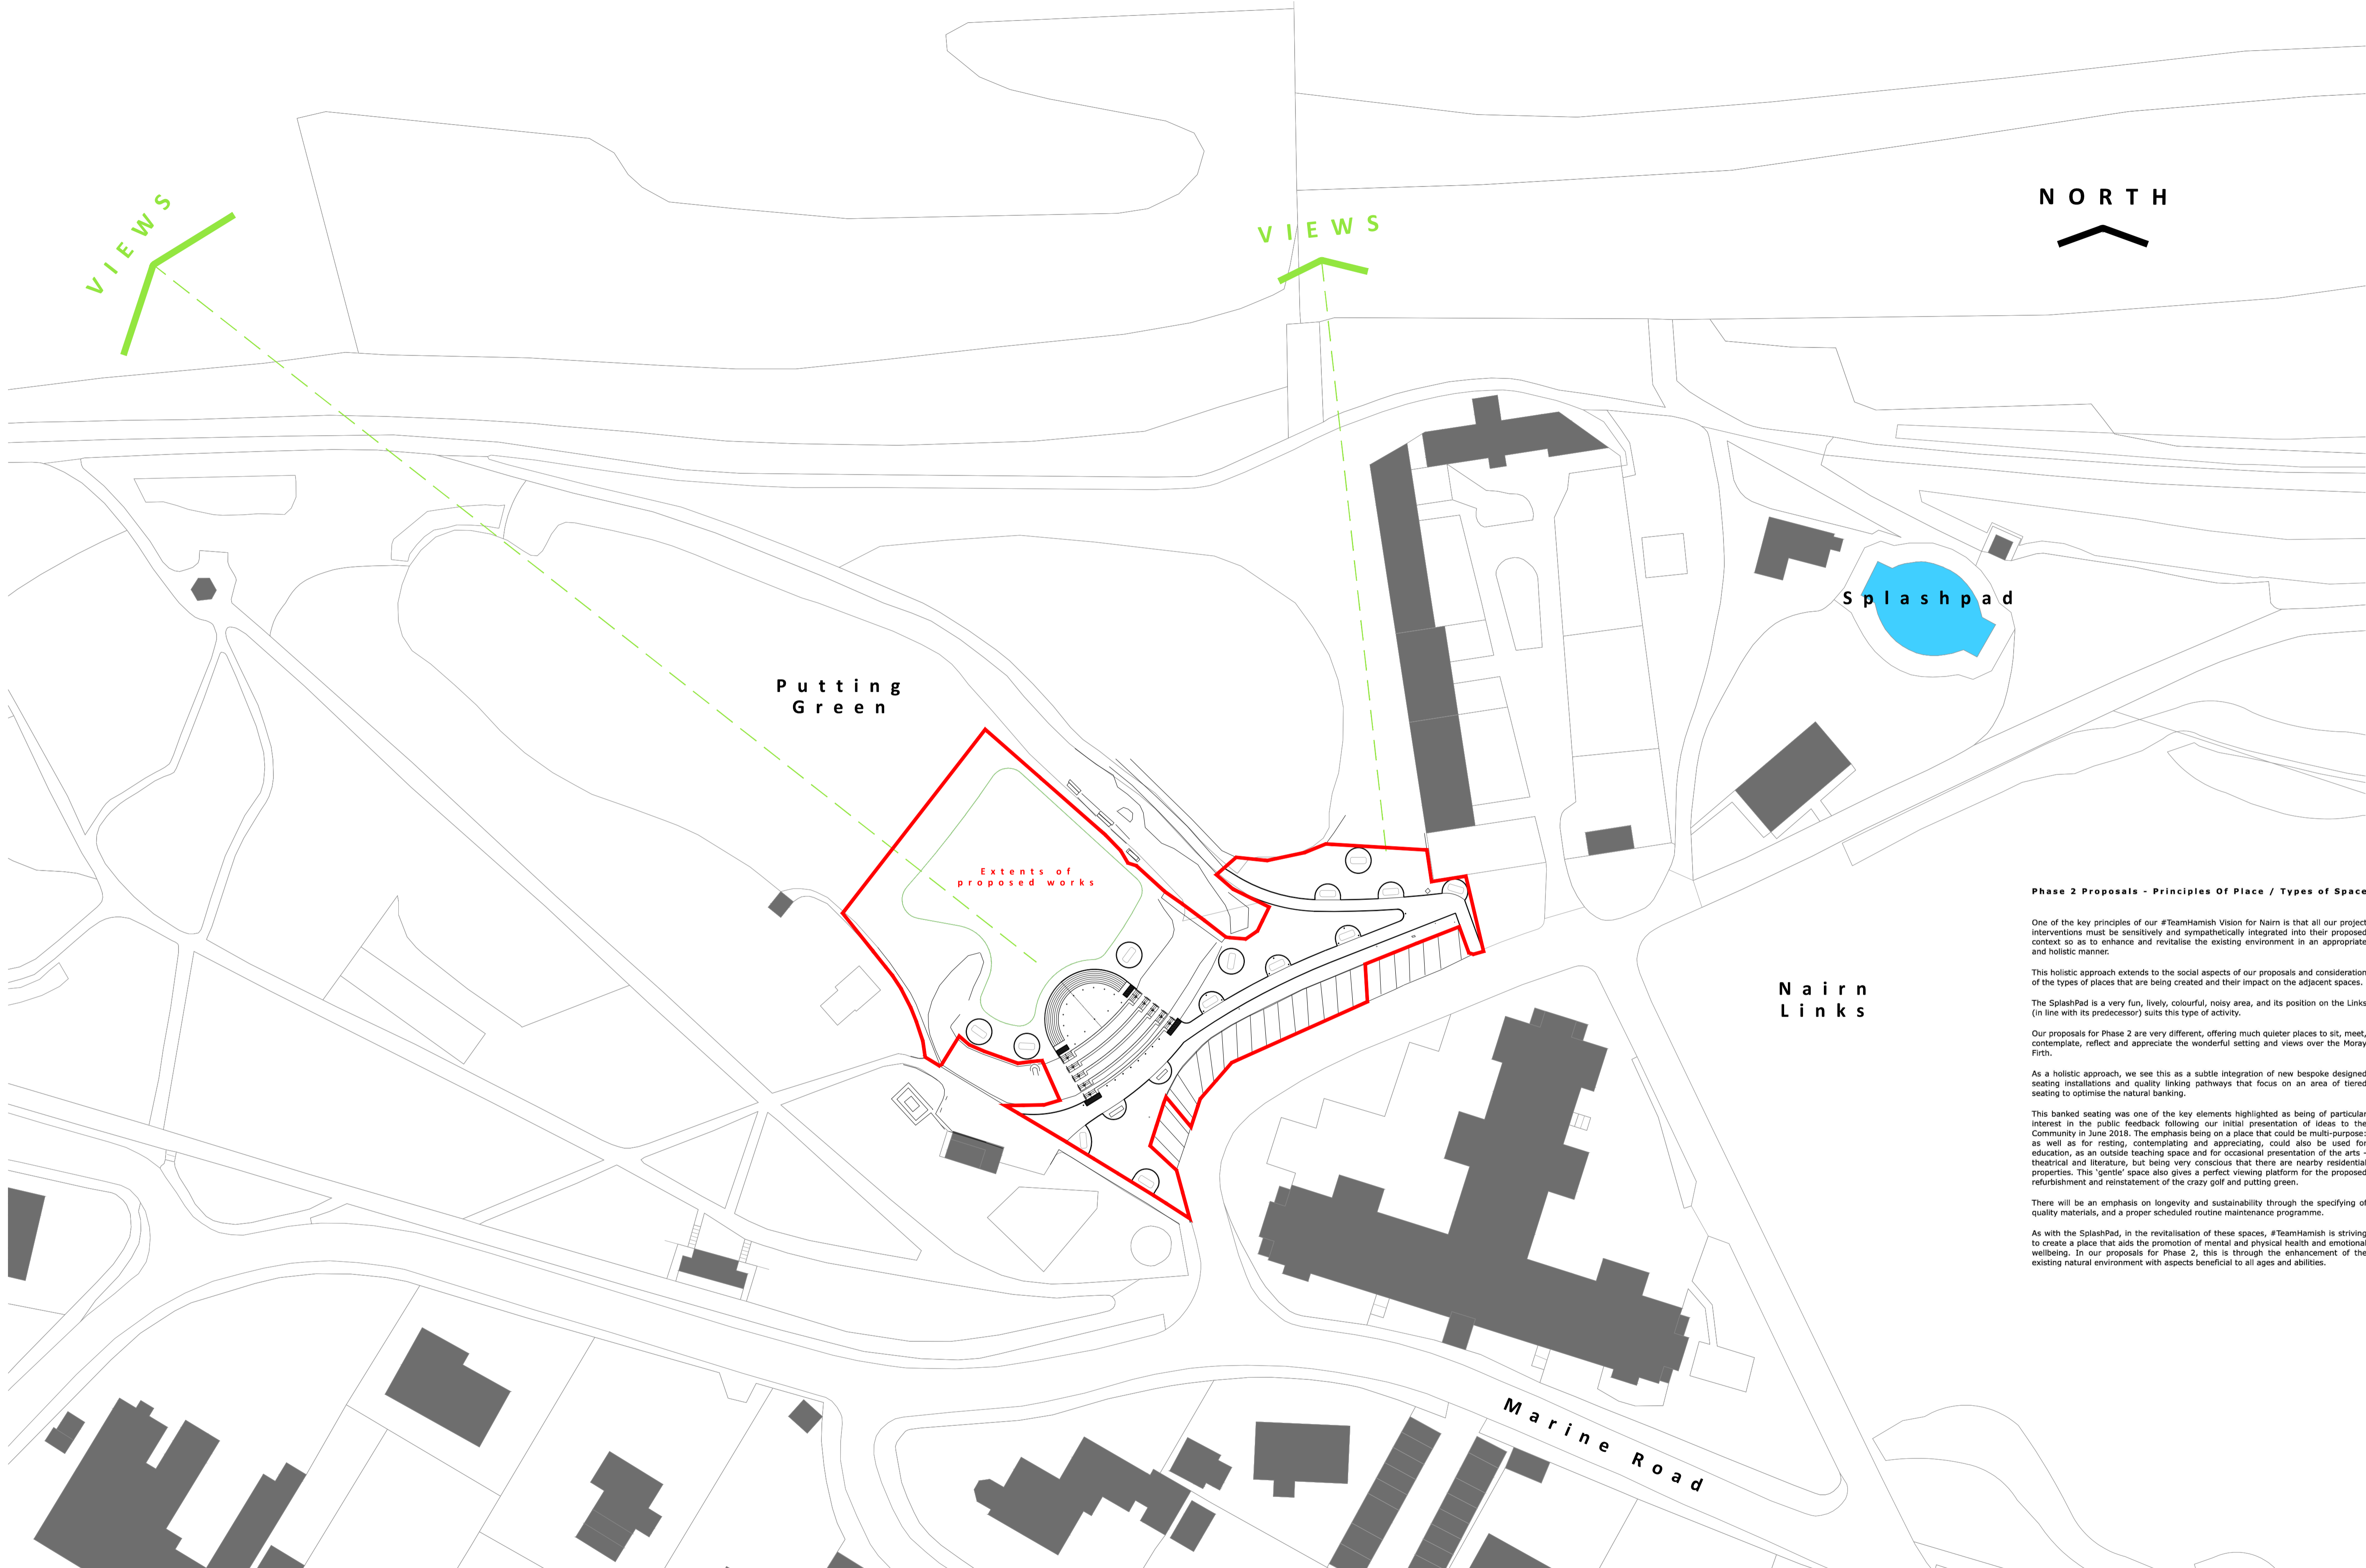 VIEWS
VIEWS
NORTH
Splashpad
Putting
Green
Extents of
proposed works
Nairn
Links
Marine Road
Phase 2 Proposals - Principles Of Place / Types of Space
One of the key principles of our #TeamHamish Vision for Nairn is that all our project
interventions must be sensitively and sympathetically integrated into their proposed
context so as to enhance and revitalise the existing environment in an appropriate
and holistic manner.
This holistic approach extends to the social aspects of our proposals and consideration
of the types of places that are being created and their impact on the adjacent spaces.
The SplashPad is a very fun, lively, colourful, noisy area, and its position on the Links
(in line with its predecessor) suits this type of activity.
Our proposals for Phase 2 are very different, offering much quieter places to sit, meet,
contemplate, reflect and appreciate the wonderful setting and views over the Moray
Firth.
As a holistic approach, we see this as a subtle integration of new bespoke designed
seating installations and quality linking pathways that focus on an area of tiered
seating to optimise the natural banking.
This banked seating was one of the key elements highlighted as being of particular
interest in the public feedback following our initial presentation of ideas to the
Community in June 2018. The emphasis being on a place that could be multi-purpose:
as well as for resting, contemplating and appreciating, could also be used for
education, as an outside teaching space and for occasional presentation of the arts -
theatrical and literature, but being very conscious that there are nearby residential
properties. This 'gentle' space also gives a perfect viewing platform for the proposed
refurbishment and reinstatement of the crazy golf and putting green.
There will be an emphasis on longevity and sustainability through the specifying of
quality materials, and a proper scheduled routine maintenance programme.
As with the SplashPad, in the revitalisation of these spaces, #TeamHamish is striving
to create a place that aids the promotion of mental and physical health and emotional
wellbeing. In our proposals for Phase 2, this is through the enhancement of the
existing natural environment with aspects beneficial to all ages and abilities.